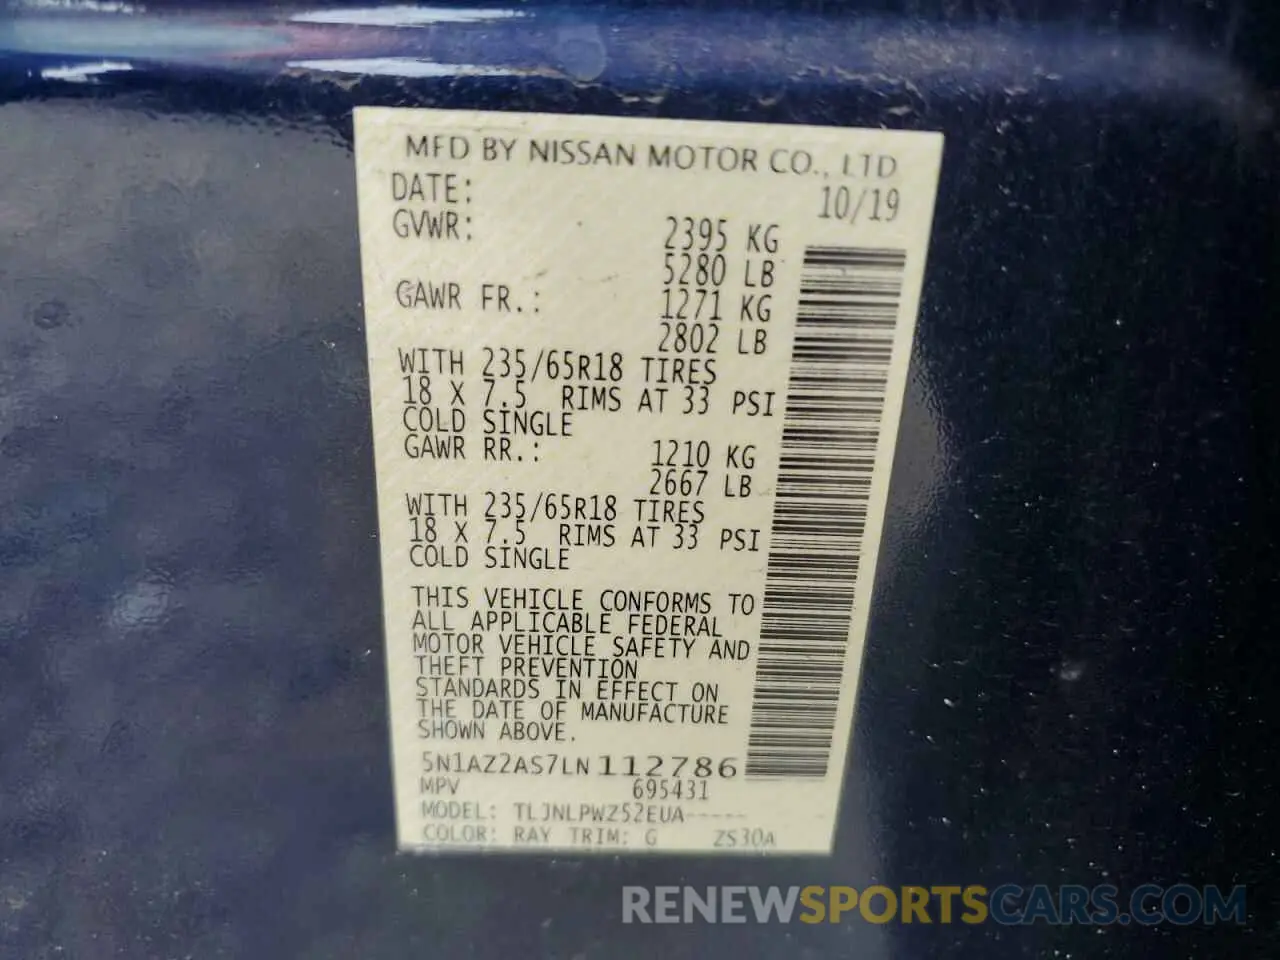 MFD BY NISSAN MOTOR CO., LTD
DATE: 10/19
GVWR: 2395 KG
5280 LB
GAWR FR.: 1271 KG
2802 LB
WITH 235/65R18 TIRES
18 X 7.5 RIMS AT 33 PSI
COLD SINGLE
GAWR RR.: 1210 KG
2667 LB
WITH 235/65R18 TIRES
18 X 7.5 RIMS AT 33 PSI
COLD SINGLE
THIS VEHICLE CONFORMS TO
ALL APPLICABLE FEDERAL
MOTOR VEHICLE SAFETY AND
THEFT PREVENTION
STANDARDS IN EFFECT ON
THE DATE OF MANUFACTURE
SHOWN ABOVE.
5N1AZ2AS7LN112786
MPV 695431
MODEL: TLJNLPWZ52EUA-----
COLOR: RAY TRIM: G ZS30A
RENEWSPORTSCARS.COM